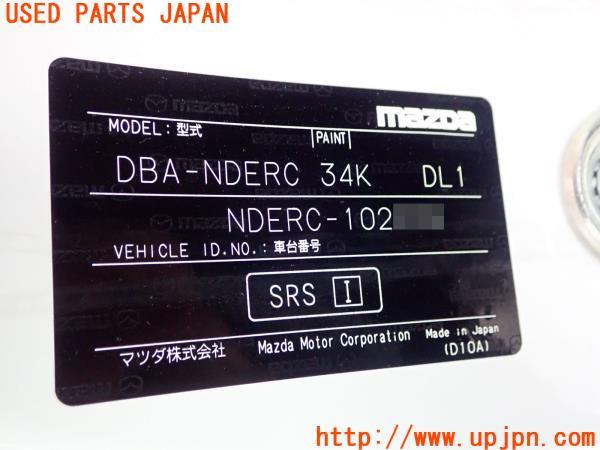 USED PARTS JAPAN
mazda
MODEL:型式 PAINT
DBA-NDERC 34K DL1
NDERC-102
VEHICLE ID.NO.:車台番号
SRS I
マツダ株式会社 Mazda Motor Corporation Made in Japan
(D10A)
http://www.upjpn.com